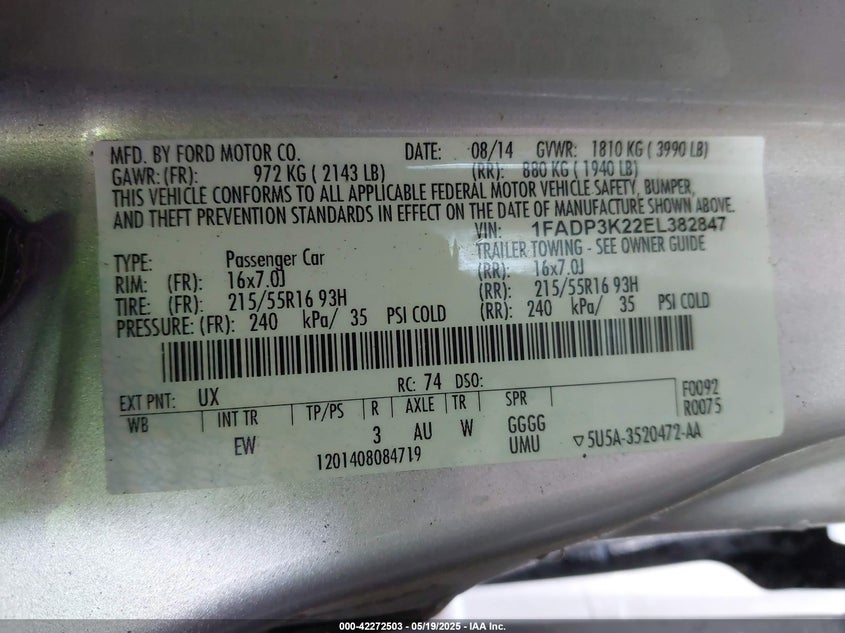 MFD. BY FORD MOTOR CO. DATE: 08/14 GVWR: 1810 KG ( 3990 LB)
GAWR: (FR): 972 KG ( 2143 LB) (RR): 880 KG ( 1940 LB)
THIS VEHICLE CONFORMS TO ALL APPLICABLE FEDERAL MOTOR VEHICLE SAFETY, BUMPER,
AND THEFT PREVENTION STANDARDS IN EFFECT ON THE DATE OF MANUFACTURE SHOWN ABOVE.
VIN: 1FADP3K22EL382847
TYPE: Passenger Car TRAILER TOWING - SEE OWNER GUIDE
RIM: (FR): 16x7.0J (RR): 16x7.0J
TIRE: (FR): 215/55R16 93H (RR): 215/55R16 93H
PRESSURE: (FR): 240 kPa/ 35 PSI COLD (RR): 240 kPa/ 35 PSI COLD
EXT PNT: UX RC: 74 DSO: F0092
WB INT TR TP/PS R AXLE TR SPR R0075
EW 3 AU W GGGG
UMU ▽5U5A-3520472-AA
1201408084719
000-42272503 - 05/19/2025 - IAA Inc.